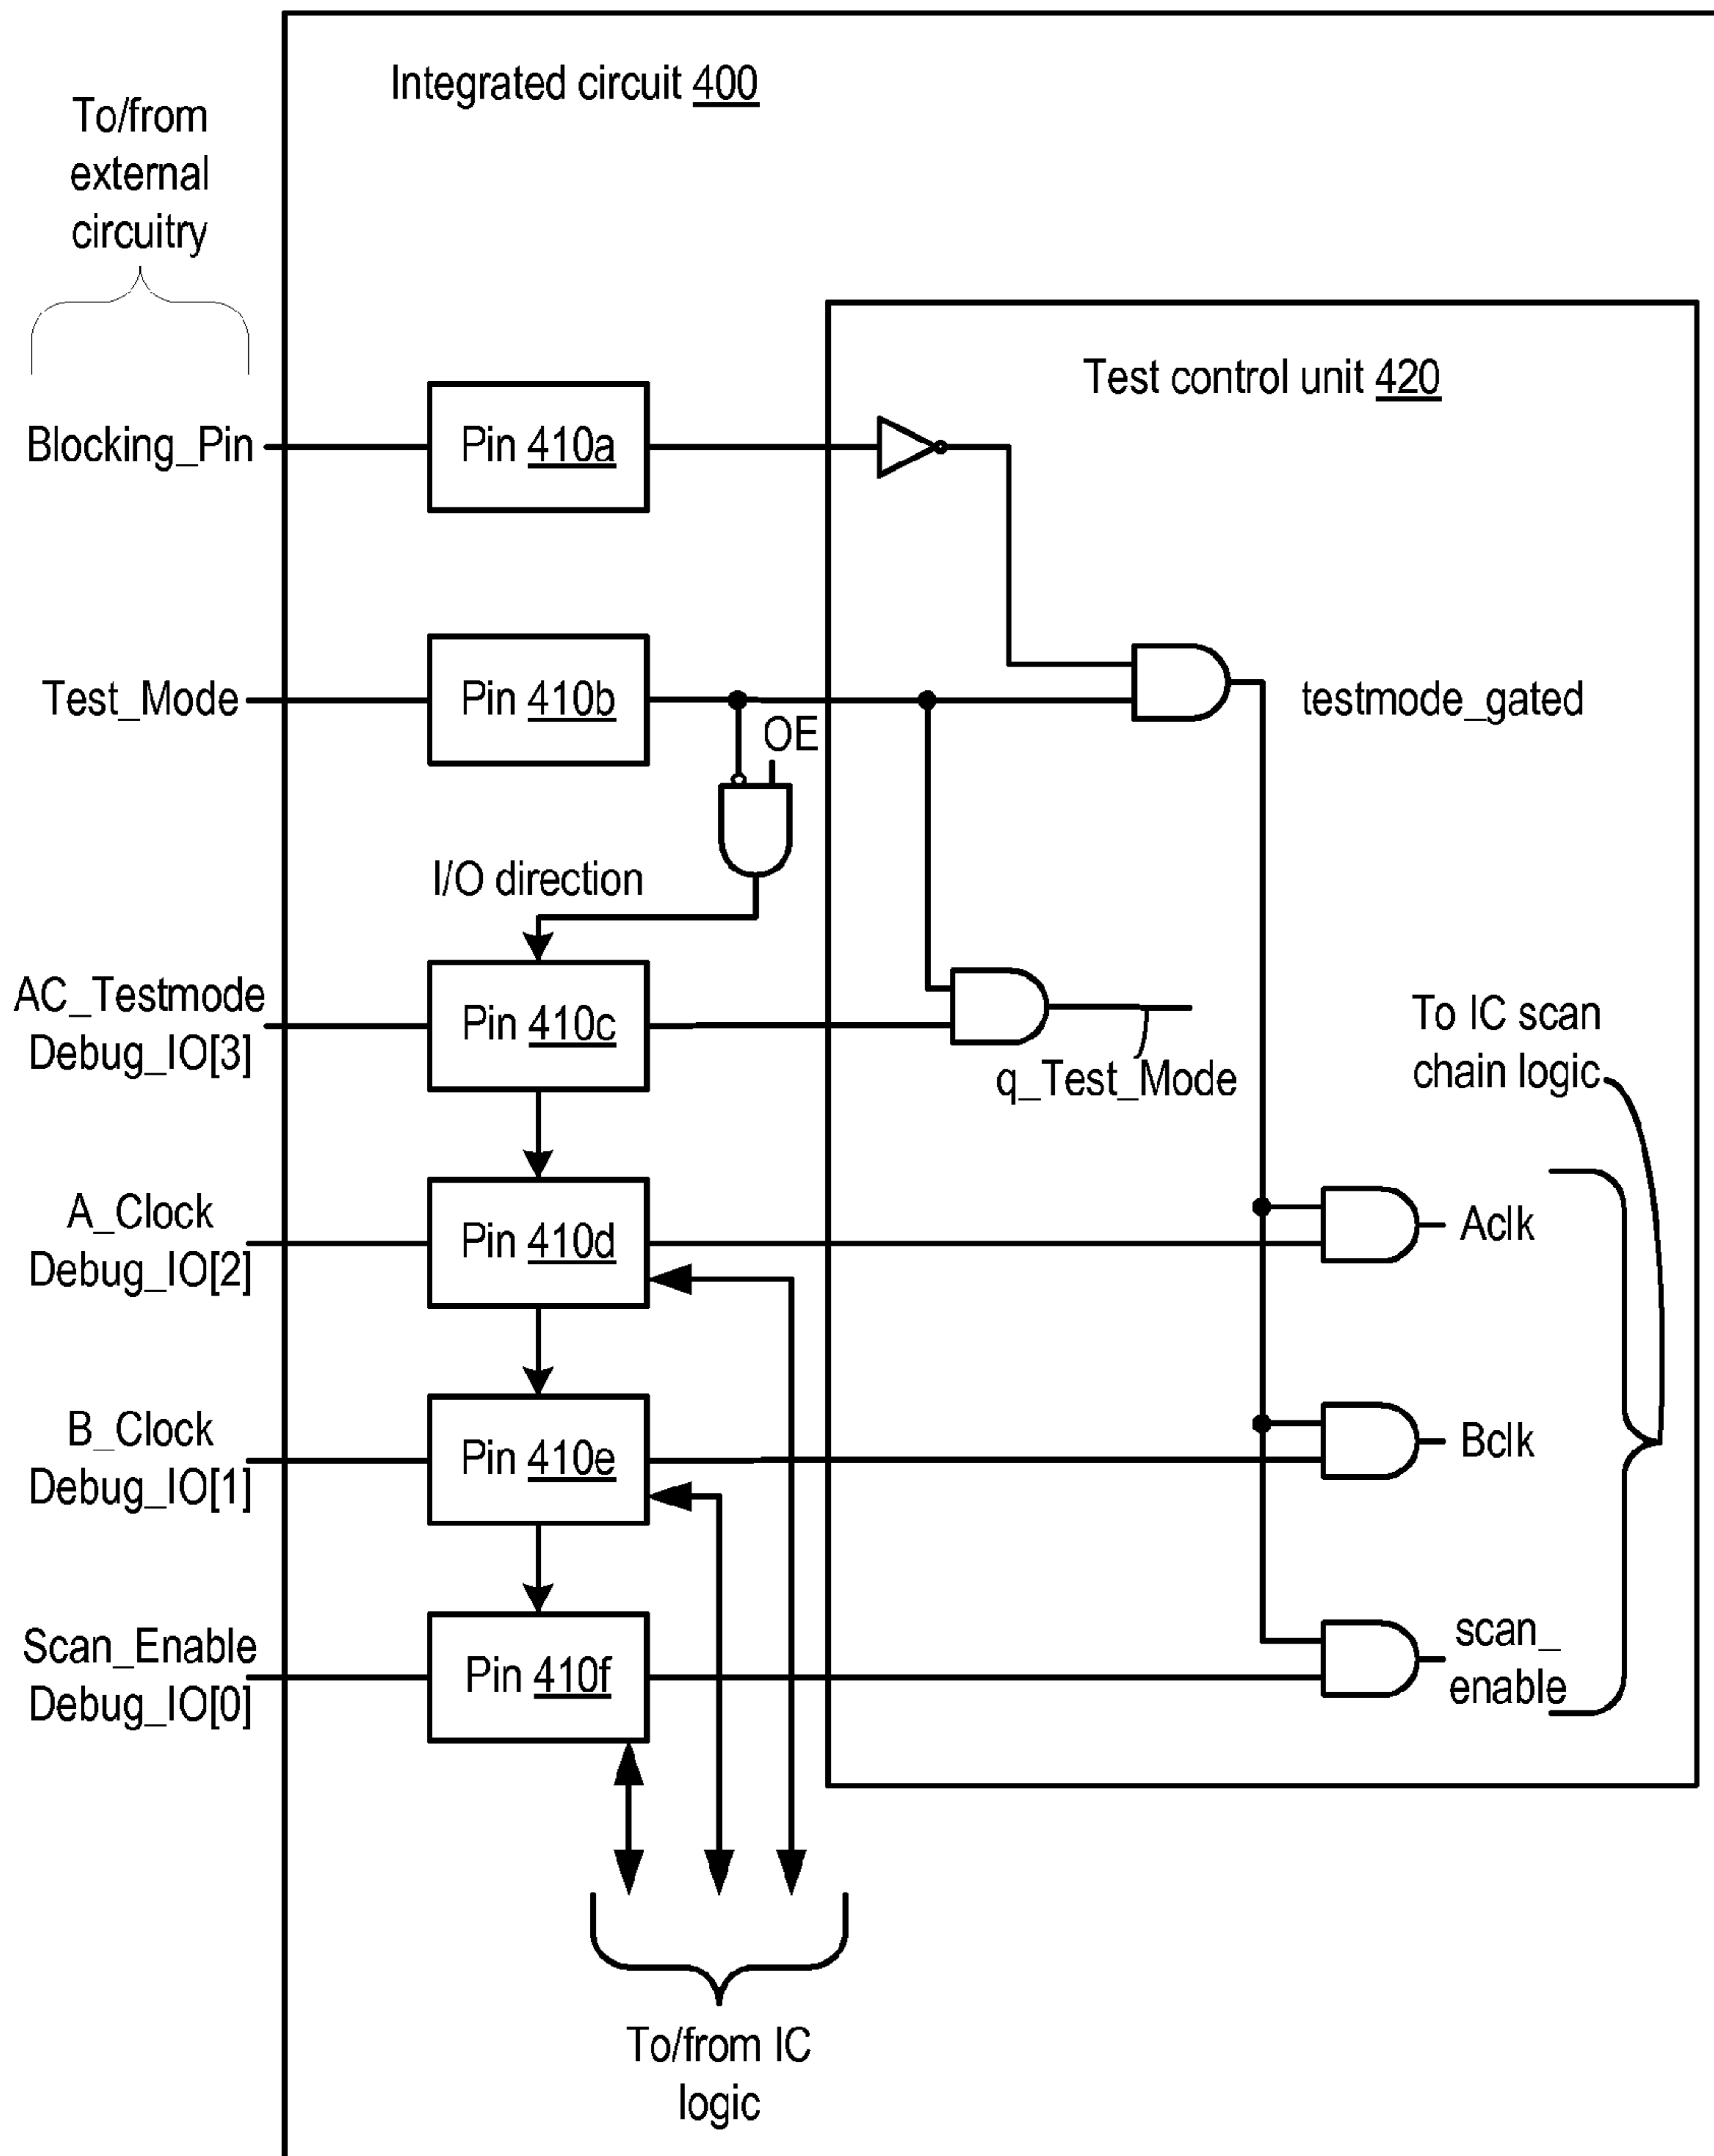 Integrated circuit 400
To/from
external
circuitry
Test control unit 420
Blocking_Pin
Pin 410a
Test_Mode
Pin 410b
OE
testmode_gated
I/O direction
AC_Testmode
Debug_IO[3]
Pin 410c
q_Test_Mode
To IC scan
chain logic
A_Clock
Debug_IO[2]
Pin 410d
Aclk
B_Clock
Debug_IO[1]
Pin 410e
Bclk
Scan_Enable
Debug_IO[0]
Pin 410f
scan_
enable
To/from IC
logic